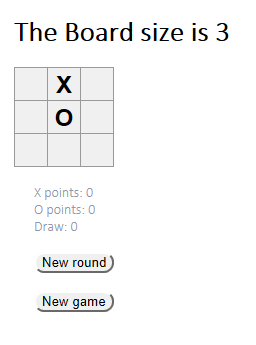 The Board size is 3
X
O
X points: 0
O points: 0
Draw: 0
New round
New game